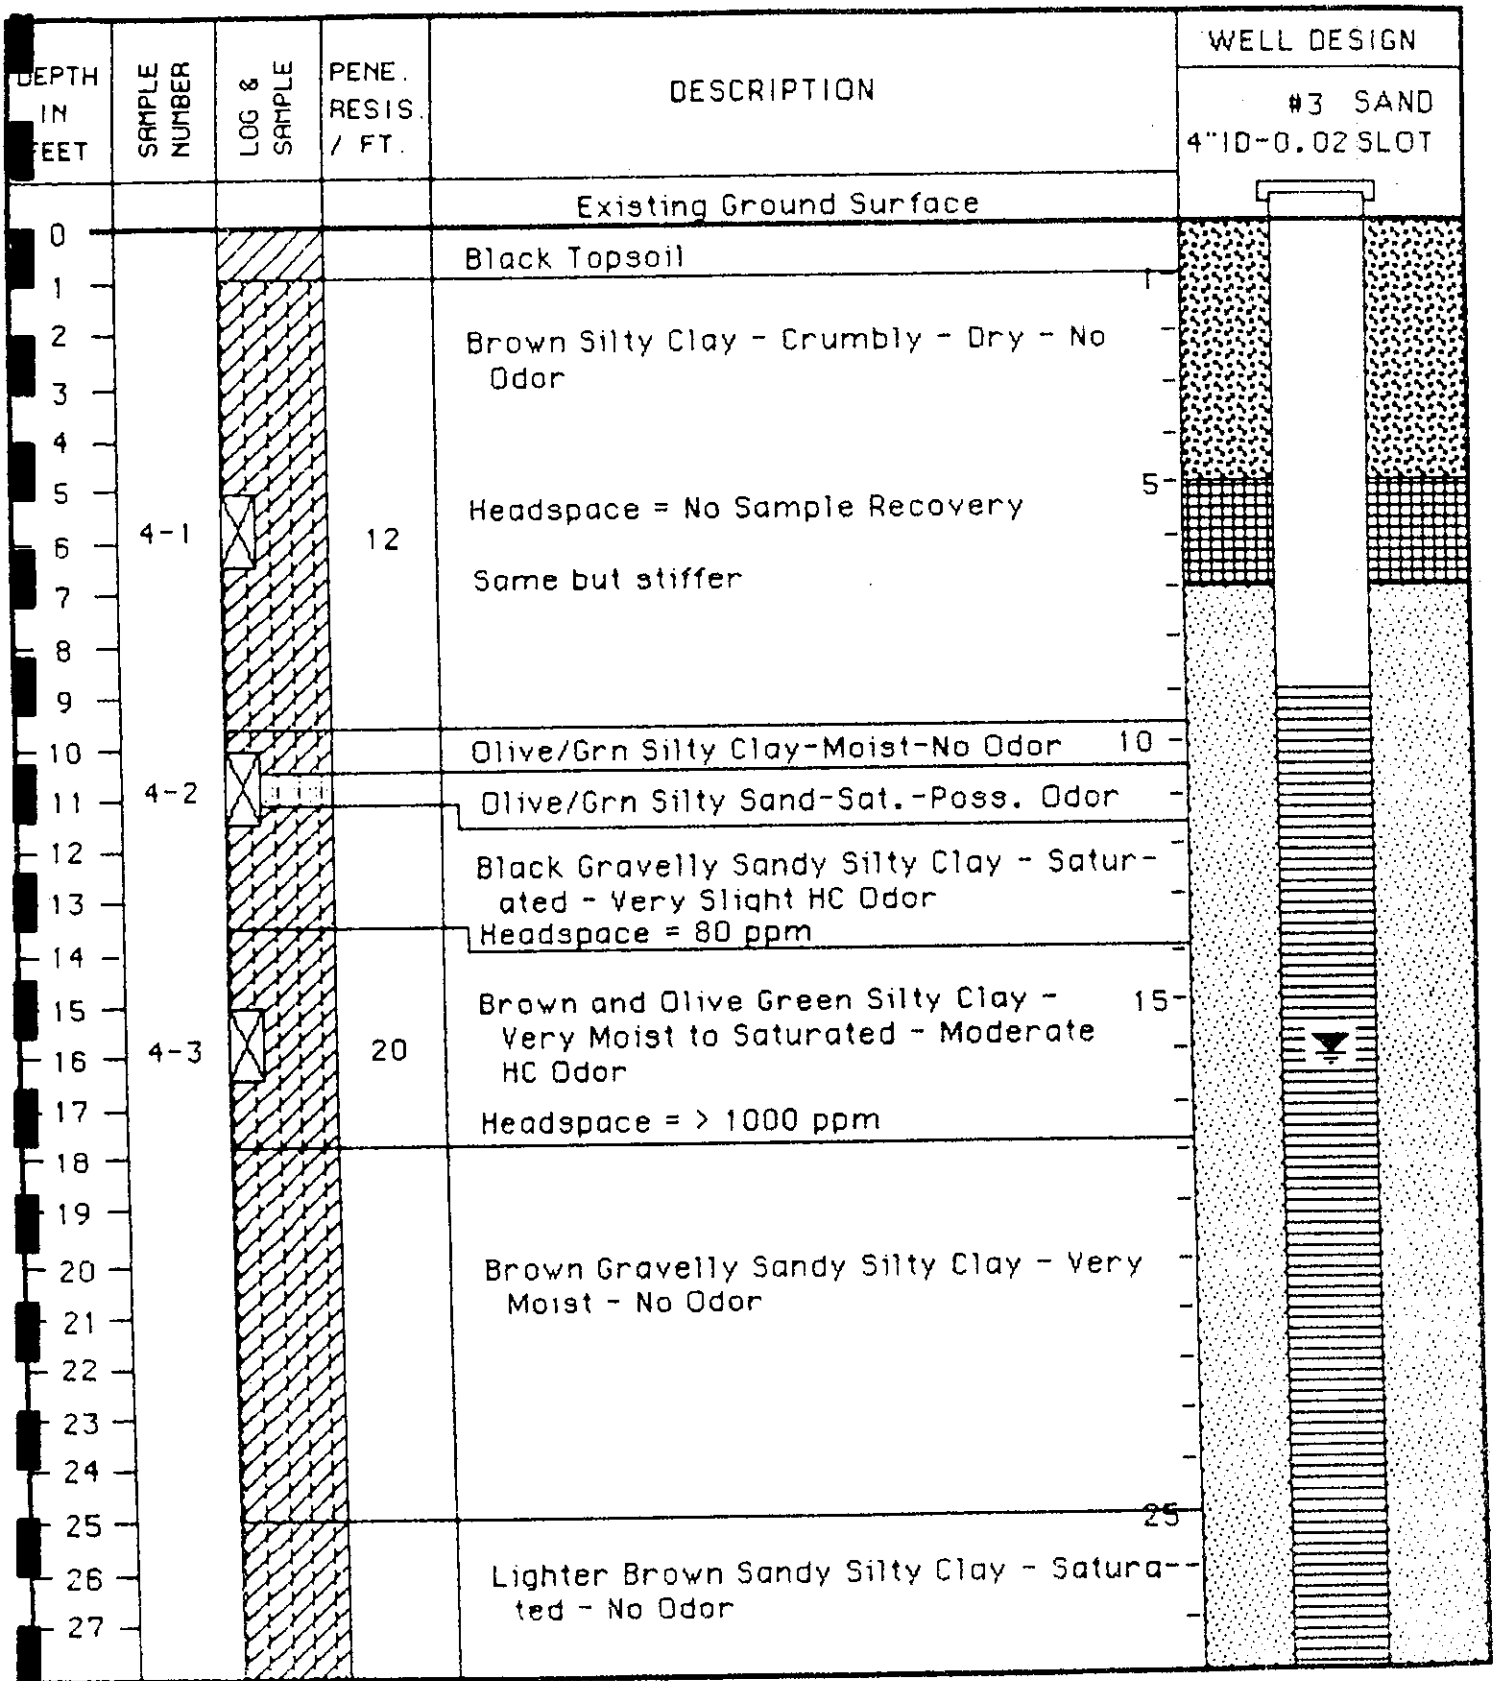 DEPTH
IN
FEET
SAMPLE
NUMBER
LOG &
SAMPLE
PENE.
RESIS.
/ FT.
DESCRIPTION
WELL DESIGN
#3 SAND
4"ID-0.02 SLOT
Existing Ground Surface
0
Black Topsoil
1
1
2
Brown Silty Clay - Crumbly - Dry - No
Odor
3
4
5
5
Headspace = No Sample Recovery
4-1
12
6
Same but stiffer
7
8
9
10
Olive/Grn Silty Clay-Moist-No Odor
10
4-2
11
Olive/Grn Silty Sand-Sat.-Poss. Odor
12
Black Gravelly Sandy Silty Clay - Satur-
ated - Very Slight HC Odor
13
Headspace = 80 ppm
14
15
Brown and Olive Green Silty Clay -
15
Very Moist to Saturated - Moderate
4-3
20
16
HC Odor
17
Headspace = > 1000 ppm
18
19
20
Brown Gravelly Sandy Silty Clay - Very
Moist - No Odor
21
22
23
24
25
25
26
Lighter Brown Sandy Silty Clay - Satura-
ted - No Odor
27